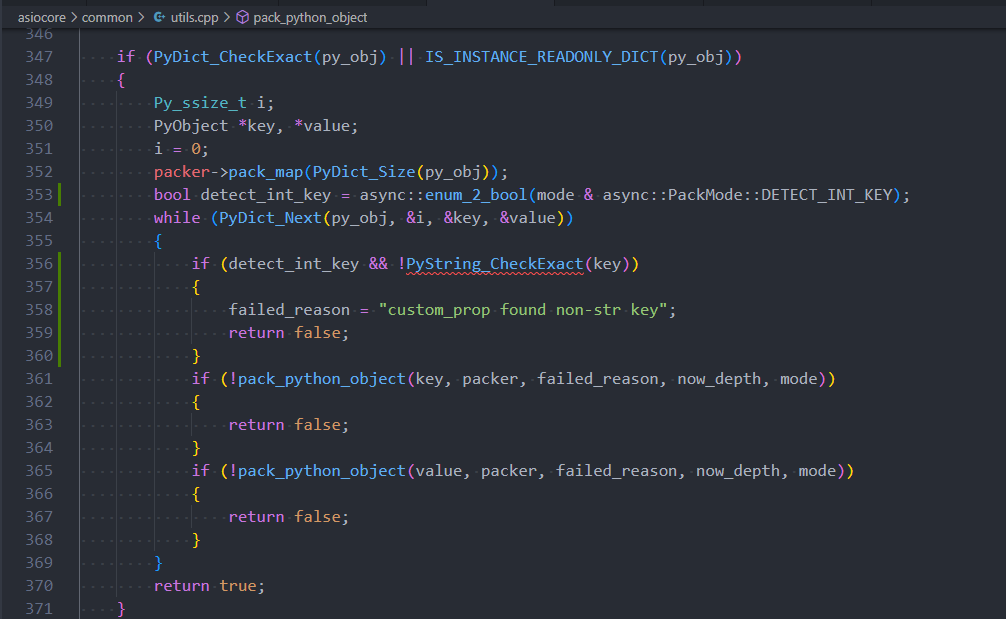 asiocore > common > utils.cpp > pack_python_object
346
347 if (PyDict_CheckExact(py_obj) || IS_INSTANCE_READONLY_DICT(py_obj))
348 {
349 Py_ssize_t i;
350 PyObject *key, *value;
351 i = 0;
352 packer->pack_map(PyDict_Size(py_obj));
353 bool detect_int_key = async::enum_2_bool(mode & async::PackMode::DETECT_INT_KEY);
354 while (PyDict_Next(py_obj, &i, &key, &value))
355 {
356 if (detect_int_key && !PyString_CheckExact(key))
357 {
358 failed_reason = "custom_prop found non-str key";
359 return false;
360 }
361 if (!pack_python_object(key, packer, failed_reason, now_depth, mode))
362 {
363 return false;
364 }
365 if (!pack_python_object(value, packer, failed_reason, now_depth, mode))
366 {
367 return false;
368 }
369 }
370 return true;
371 }